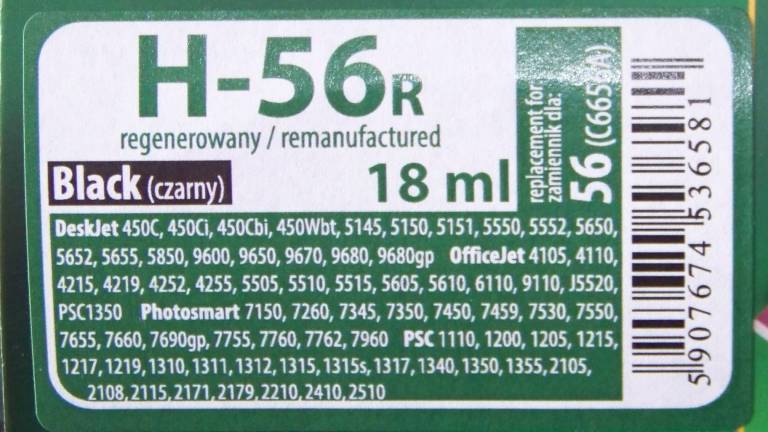 H-56R
regenerowany / remanufactured
Black (czarny)
18 ml
replacement for
zamiennik dla:
56 (C6656A)
DeskJet 450C, 450Ci, 450Cbi, 450Wbt, 5145, 5150, 5151, 5550, 5552, 5650,
5652, 5655, 5850, 9600, 9650, 9670, 9680, 9680gp OfficeJet 4105, 4110,
4215, 4219, 4252, 4255, 5505, 5510, 5515, 5605, 5610, 6110, 9110, J5520,
PSC1350 Photosmart 7150, 7260, 7345, 7350, 7450, 7459, 7530, 7550,
7655, 7660, 7690gp, 7755, 7760, 7762, 7960 PSC 1110, 1200, 1205, 1215,
1217, 1219, 1310, 1311, 1312, 1315, 1315s, 1317, 1340, 1350, 1355, 2105,
2108, 2115, 2171, 2179, 2210, 2410, 2510
5 907674 536581